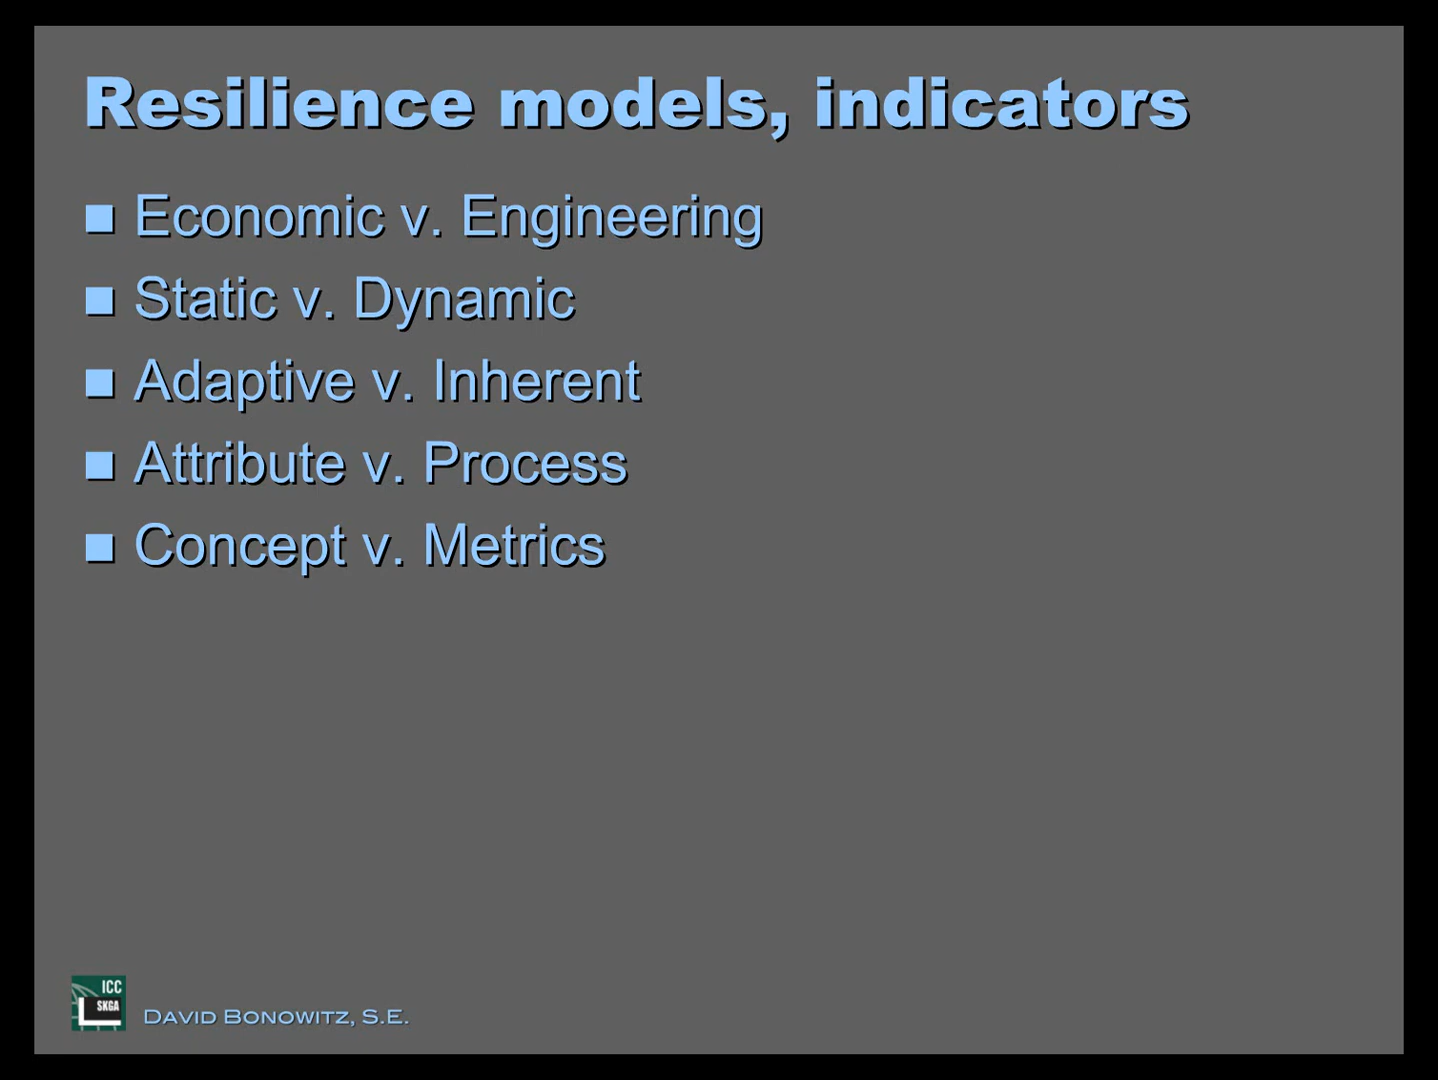 Resilience models, indicators
Economic v. Engineering
Static v. Dynamic
Adaptive v. Inherent
Attribute v. Process
Concept v. Metrics
ICC
SKGA
David Bonowitz, S.E.